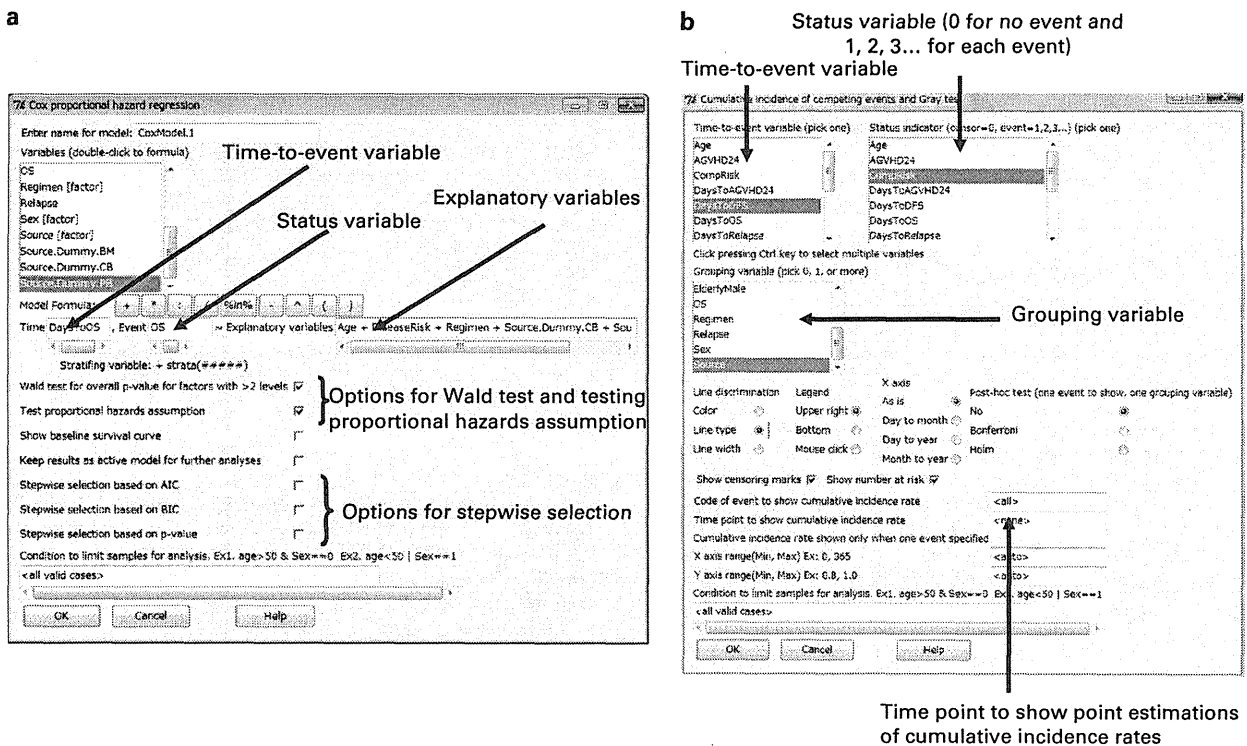 a
Cox proportional hazard regression
Enter name for model: CoxModel.1
Variables (double-click to formula)
Time-to-event variable
OS
Regimen [factor]
Relapse
Sex [factor]
Source [factor]
Source.Dummy.BM
Source.Dummy.CB
Source.Dummy.PB
Status variable
Explanatory variables
Model Formula: + * : / %in% - ^ ( )
Time DaysToOS , Event OS ~ Explanatory variables Age + DiseaseRisk + Regimen + Source.Dummy.CB + Sou
Stratifing variable: + strata(#####)
Wald test for overall p-value for factors with >2 levels
Test proportional hazards assumption
Options for Wald test and testing
proportional hazards assumption
Show baseline survival curve
Keep results as active model for further analyses
Stepwise selection based on AIC
Stepwise selection based on BIC
Stepwise selection based on p-value
Options for stepwise selection
Condition to limit samples for analysis. Ex1. age>50 & Sex==0 Ex2. age<50 | Sex==1
<all valid cases>
OK Cancel Help
b
Status variable (0 for no event and
1, 2, 3... for each event)
Time-to-event variable
Cumulative incidence of competing events and Gray test
Time-to-event variable (pick one) Status indicator (censor=0, event=1,2,3...) (pick one)
Age
AGVHD24
CompRisk
DaysToAGVHD24
DaysToDFS
DaysToOS
DaysToRelapse
Age
AGVHD24
CompRisk
DaysToAGVHD24
DaysToDFS
DaysToOS
DaysToRelapse
Click pressing Ctrl key to select multiple variables
Grouping variable (pick 0, 1, or more)
ElderlyMale
OS
Regimen
Relapse
Sex
Source
Grouping variable
Line discrimination
Color
Line type
Line width
Legend
Upper right
Bottom
Mouse click
X axis
As is
Day to month
Day to year
Month to year
Post-hoc test (one event to show, one grouping variable)
No
Bonferroni
Holm
Show censoring marks Show number at risk
Code of event to show cumulative incidence rate <all>
Time point to show cumulative incidence rate <none>
Cumulative incidence rate shown only when one event specified
X axis range(Min, Max) Ex: 0, 365 <auto>
Y axis range(Min, Max) Ex: 0.8, 1.0 <auto>
Condition to limit samples for analysis. Ex1. age>50 & Sex==0 Ex2. age<50 | Sex==1
<all valid cases>
OK Cancel Help
Time point to show point estimations
of cumulative incidence rates